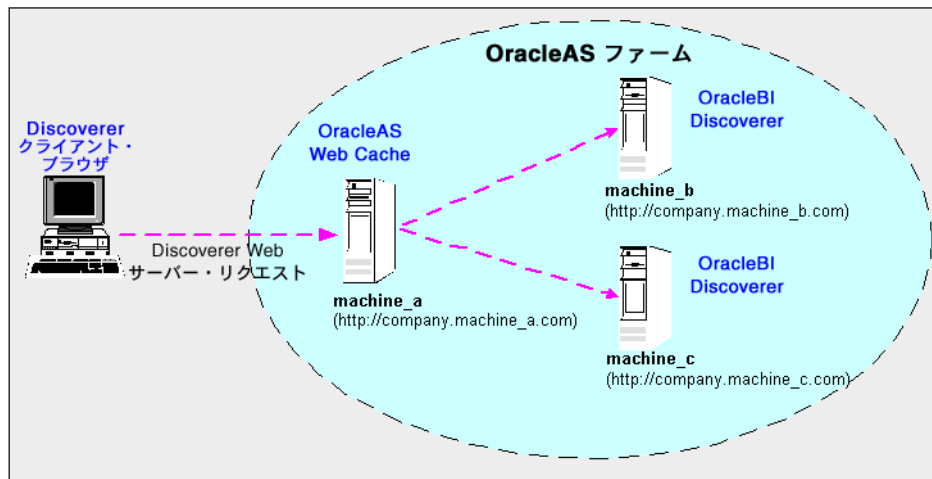 OracleAS ファーム
Discoverer
クライアント・
ブラウザ
Discoverer Web
サーバー・リクエスト
OracleAS
Web Cache
machine_a
(http://company.machine_a.com)
OracleBI
Discoverer
machine_b
(http://company.machine_b.com)
OracleBI
Discoverer
machine_c
(http://company.machine_c.com)